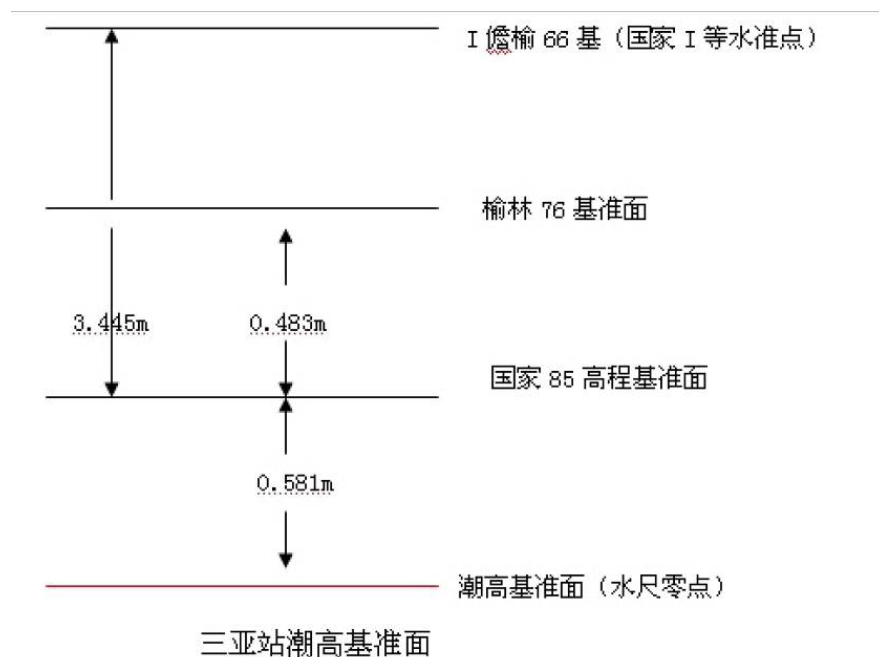 I 儋榆 66 基（国家 I 等水准点）
榆林 76 基准面
3.445m
0.483m
国家 85 高程基准面
0.581m
潮高基准面（水尺零点）
三亚站潮高基准面